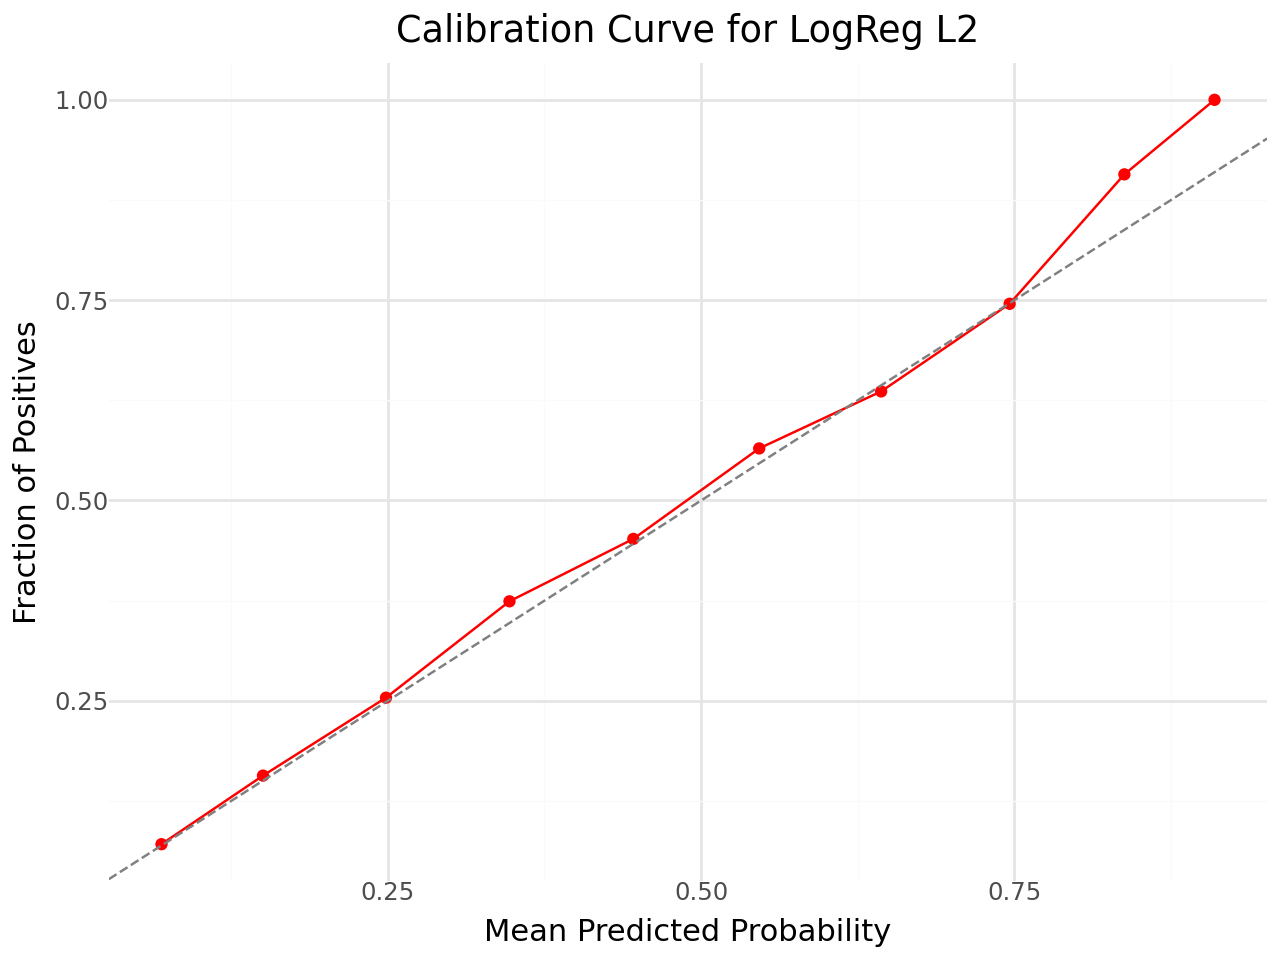 Calibration Curve for LogReg L2
1.00
0.75
0.50
0.25
Fraction of Positives
0.25 0.50 0.75
Mean Predicted Probability